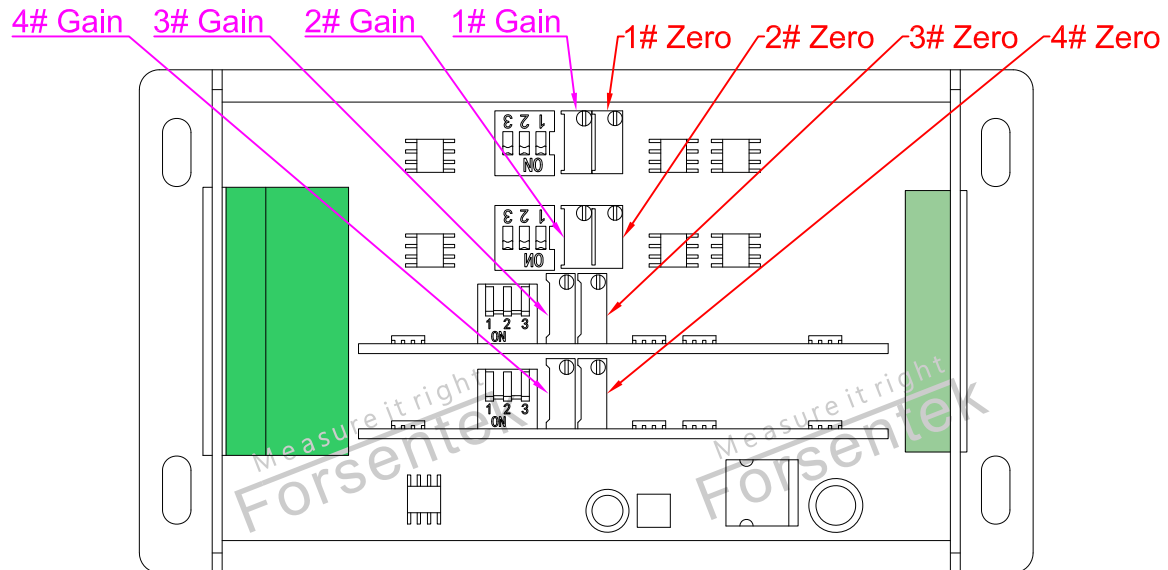 4# Gain 3# Gain 2# Gain 1# Gain
1# Zero 2# Zero 3# Zero 4# Zero
3 2 1
ON
3 2 1
ON
1 2 3
ON
1 2 3
ON
Measure it right
Forsentek
Measure it right
Forsentek